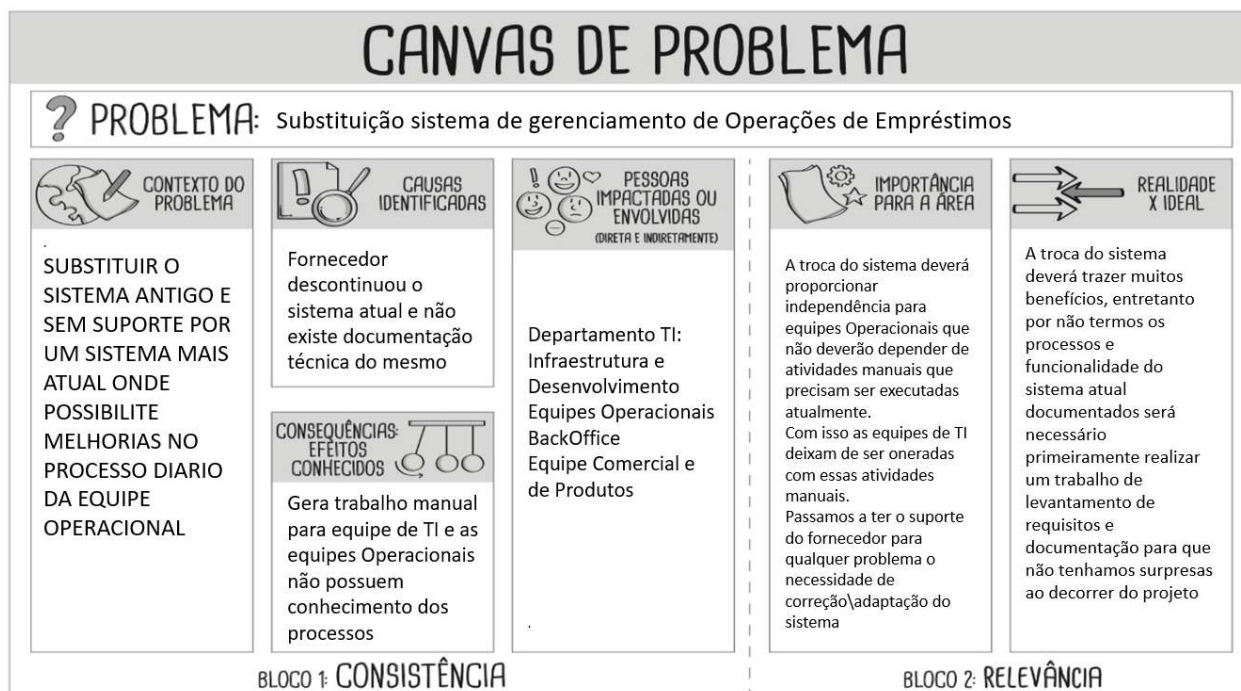 CANVAS DE PROBLEMA
? PROBLEMA: Substituição sistema de gerenciamento de Operações de Empréstimos
CONTEXTO DO
PROBLEMA
.
SUBSTITUIR O
SISTEMA ANTIGO E
SEM SUPORTE POR
UM SISTEMA MAIS
ATUAL ONDE
POSSIBILITE
MELHORIAS NO
PROCESSO DIARIO
DA EQUIPE
OPERACIONAL
CAUSAS
IDENTIFICADAS
Fornecedor
descontinuou o
sistema atual e não
existe documentação
técnica do mesmo
CONSEQUÊNCIAS:
EFEITOS
CONHECIDOS
Gera trabalho manual
para equipe de TI e as
equipes Operacionais
não possuem
conhecimento dos
processos
PESSOAS
IMPACTADAS OU
ENVOLVIDAS
(DIRETA E INDIRETAMENTE)
Departamento TI:
Infraestrutura e
Desenvolvimento
Equipes Operacionais
BackOffice
Equipe Comercial e
de Produtos
.
BLOCO 1: CONSISTÊNCIA
IMPORTÂNCIA
PARA A ÁREA
A troca do sistema deverá
proporcionar
independência para
equipes Operacionais que
não deverão depender de
atividades manuais que
precisam ser executadas
atualmente.
Com isso as equipes de TI
deixam de ser oneradas
com essas atividades
manuais.
Passamos a ter o suporte
do fornecedor para
qualquer problema o
necessidade de
correção\adaptação do
sistema
REALIDADE
X IDEAL
A troca do sistema
deverá trazer muitos
benefícios, entretanto
por não termos os
processos e
funcionalidade do
sistema atual
documentados será
necessário
primeiramente realizar
um trabalho de
levantamento de
requisitos e
documentação para que
não tenhamos surpresas
ao decorrer do projeto
BLOCO 2: RELEVÂNCIA